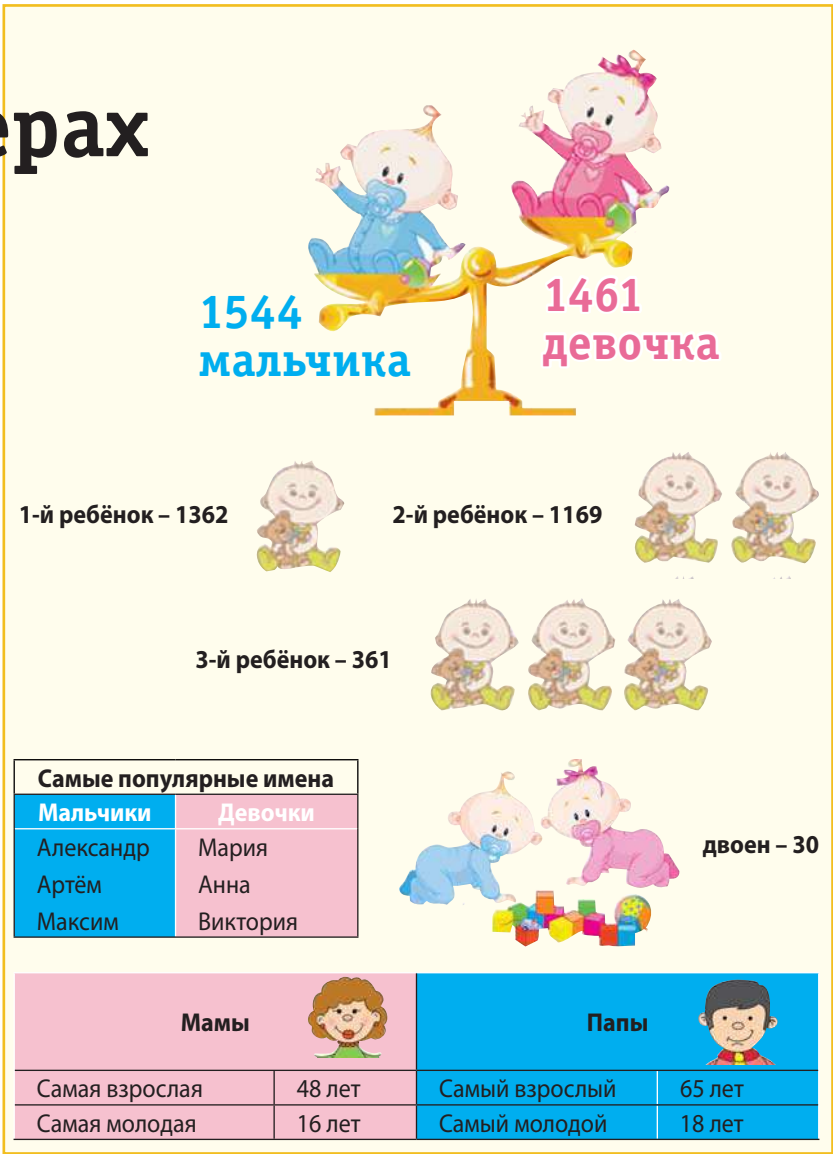 ерах
1544
мальчика
1461
девочка
1-й ребёнок – 1362
2-й ребёнок – 1169
3-й ребёнок – 361
Самые популярные имена
Мальчики Девочки
Александр Мария
Артём Анна
Максим Виктория
двоен – 30
Мамы Папы
Самая взрослая 48 лет Самый взрослый 65 лет
Самая молодая 16 лет Самый молодой 18 лет